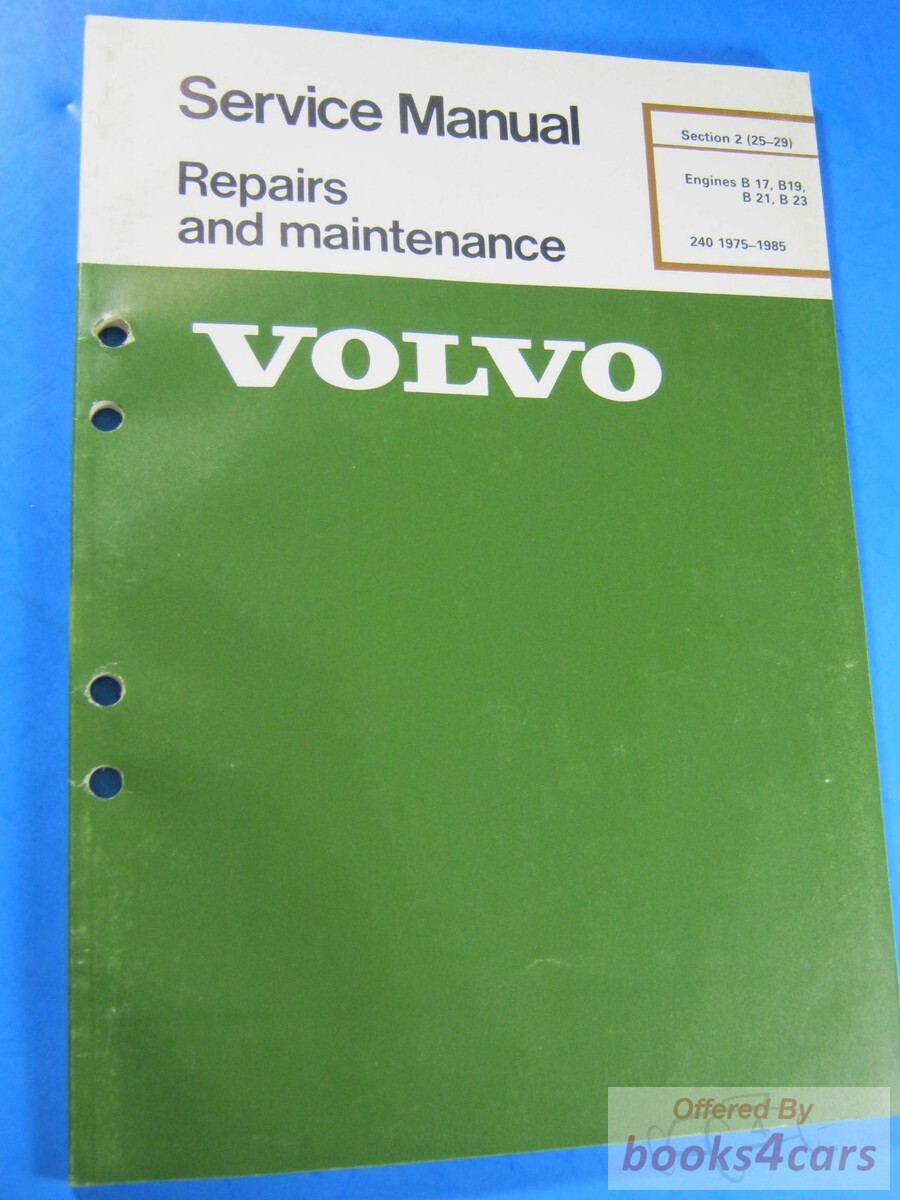 Service Manual
Repairs
and maintenance
Section 2 (25–29)
Engines B 17, B19,
B 21, B 23
240 1975–1985
VOLVO
Offered By
books4cars